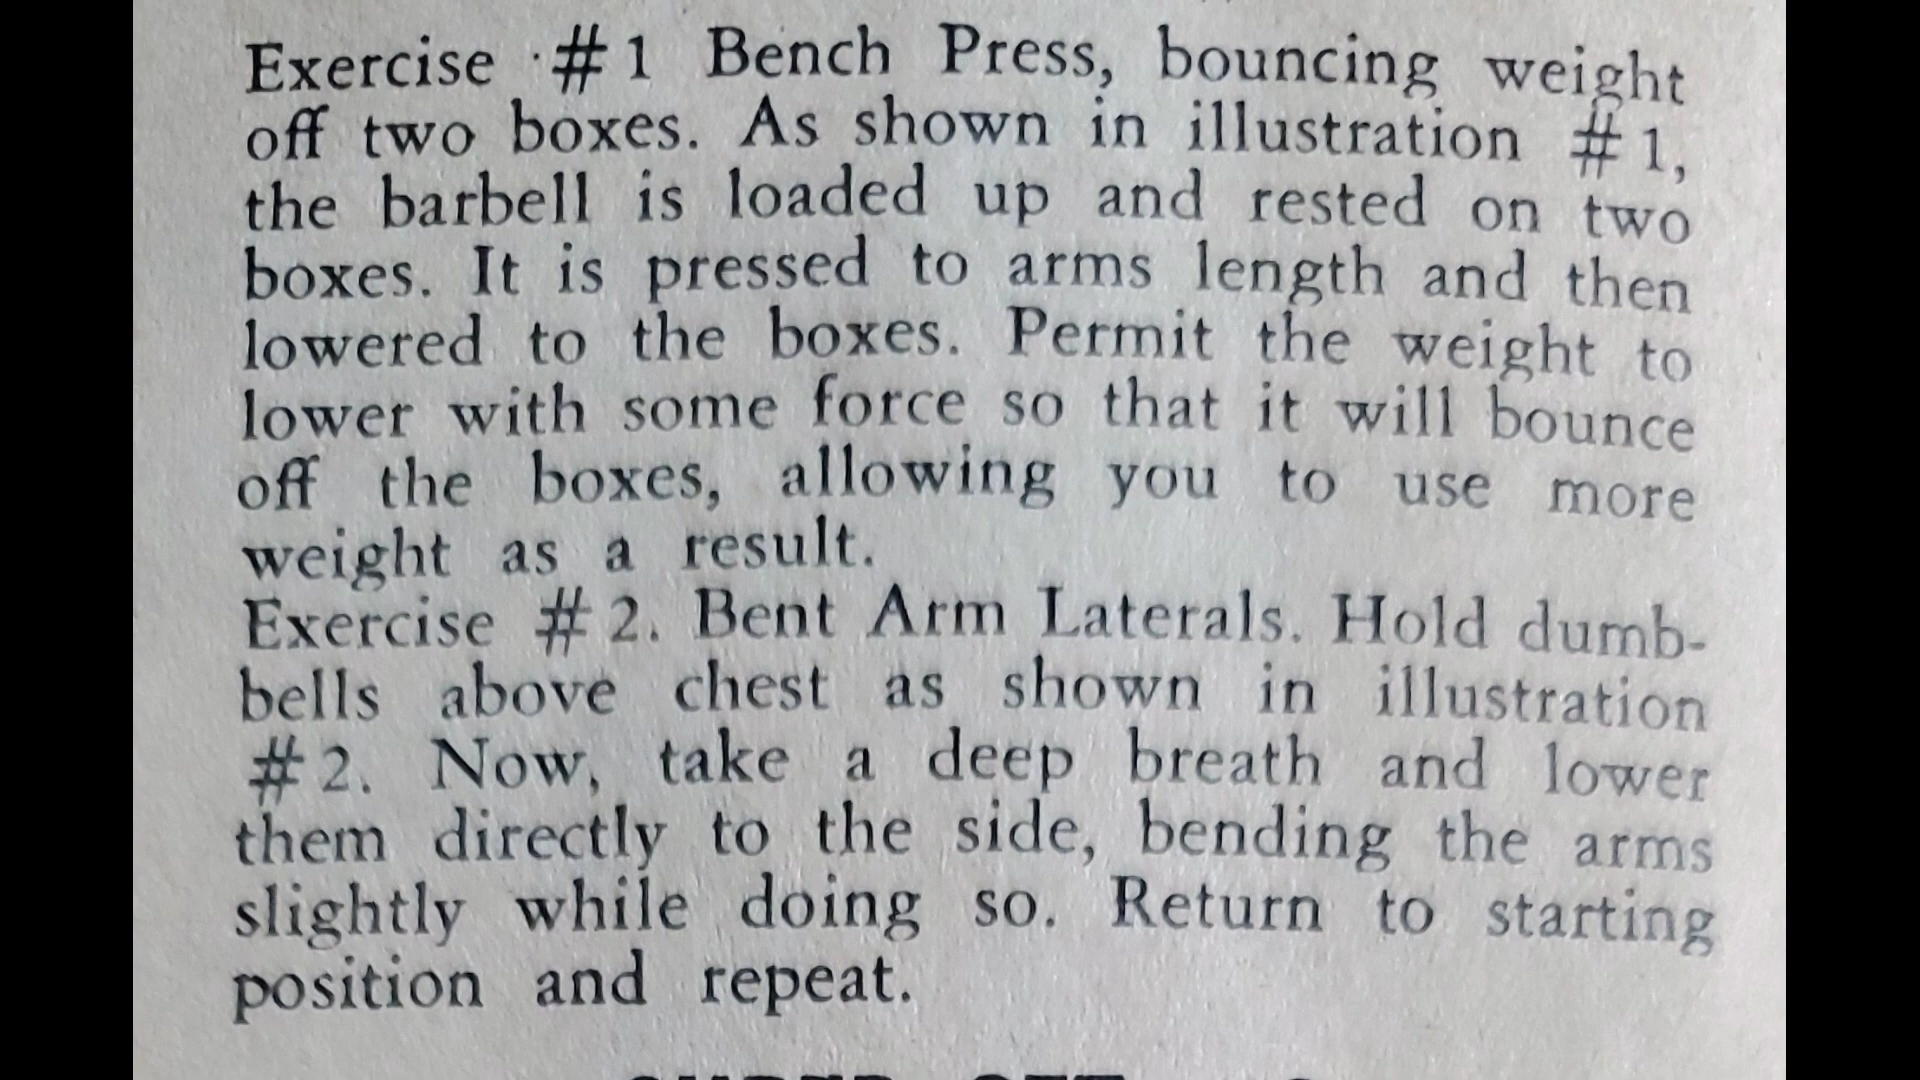 Exercise #1 Bench Press, bouncing weight
off two boxes. As shown in illustration #1,
the barbell is loaded up and rested on two
boxes. It is pressed to arms length and then
lowered to the boxes. Permit the weight to
lower with some force so that it will bounce
off the boxes, allowing you to use more
weight as a result.
Exercise #2. Bent Arm Laterals. Hold dumb-
bells above chest as shown in illustration
#2. Now, take a deep breath and lower
them directly to the side, bending the arms
slightly while doing so. Return to starting
position and repeat.